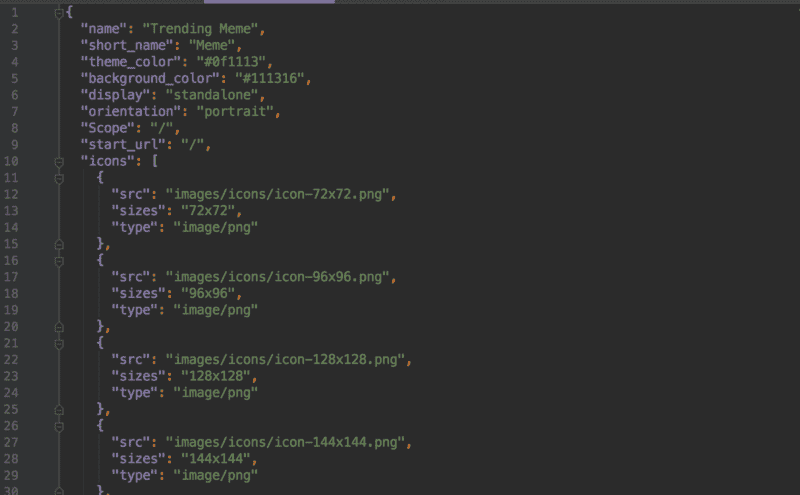 1 {
2 "name": "Trending Meme",
3 "short_name": "Meme",
4 "theme_color": "#0f1113",
5 "background_color": "#111316",
6 "display": "standalone",
7 "orientation": "portrait",
8 "Scope": "/",
9 "start_url": "/",
10 "icons": [
11 {
12 "src": "images/icons/icon-72x72.png",
13 "sizes": "72x72",
14 "type": "image/png"
15 },
16 {
17 "src": "images/icons/icon-96x96.png",
18 "sizes": "96x96",
19 "type": "image/png"
20 },
21 {
22 "src": "images/icons/icon-128x128.png",
23 "sizes": "128x128",
24 "type": "image/png"
25 },
26 {
27 "src": "images/icons/icon-144x144.png",
28 "sizes": "144x144",
29 "type": "image/png"
30 },